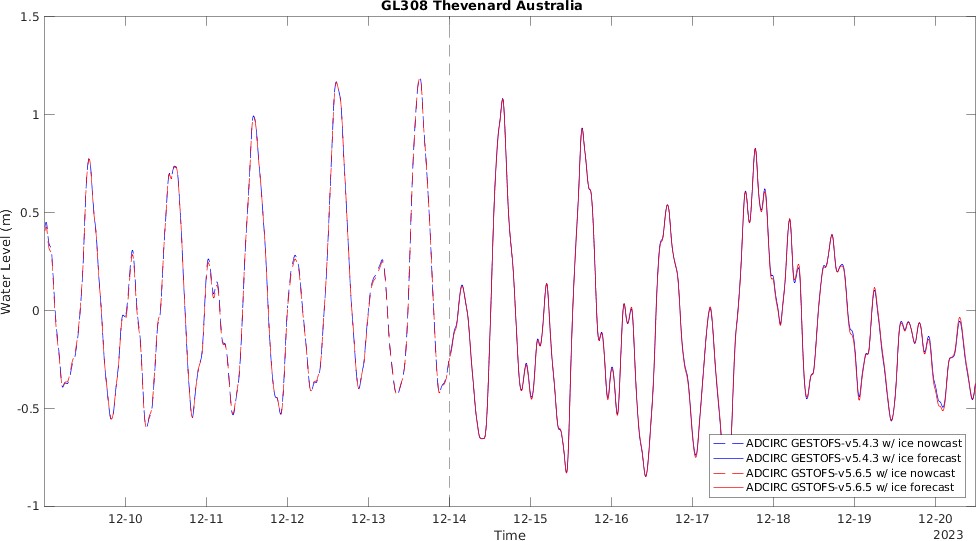 GL308 Thevenard Australia
1.5
1
0.5
0
-0.5
-1
Water Level (m)
ADCIRC GESTOFS-v5.4.3 w/ ice nowcast
ADCIRC GESTOFS-v5.4.3 w/ ice forecast
ADCIRC GSTOFS-v5.6.5 w/ ice nowcast
ADCIRC GSTOFS-v5.6.5 w/ ice forecast
12-10 12-11 12-12 12-13 12-14 12-15 12-16 12-17 12-18 12-19 12-20
Time
2023